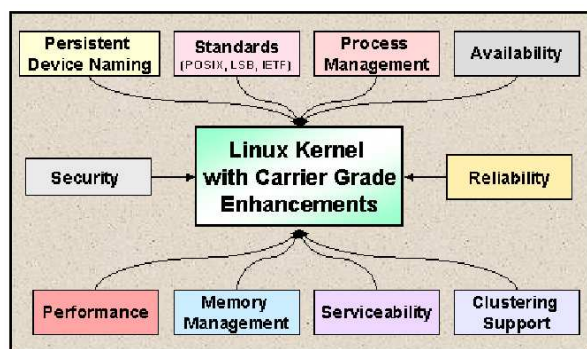 Persistent
Device Naming
Standards
(POSIX, LSB, IETF)
Process
Management
Availability
Security
Linux Kernel
with Carrier Grade
Enhancements
Reliability
Performance
Memory
Management
Serviceability
Clustering
Support